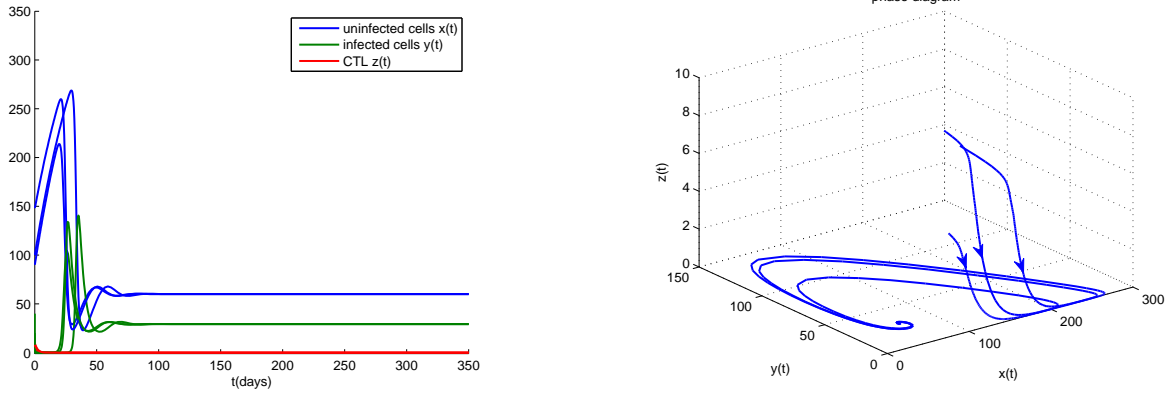 350
300
250
200
150
100
50
0
0 50 100 150 200 250 300 350
t(days)
uninfected cells x(t)
infected cells y(t)
CTL z(t)
phase diagram
10
8
6
4
2
0
z(t)
150
100
50
0
y(t)
0
100
200
300
x(t)